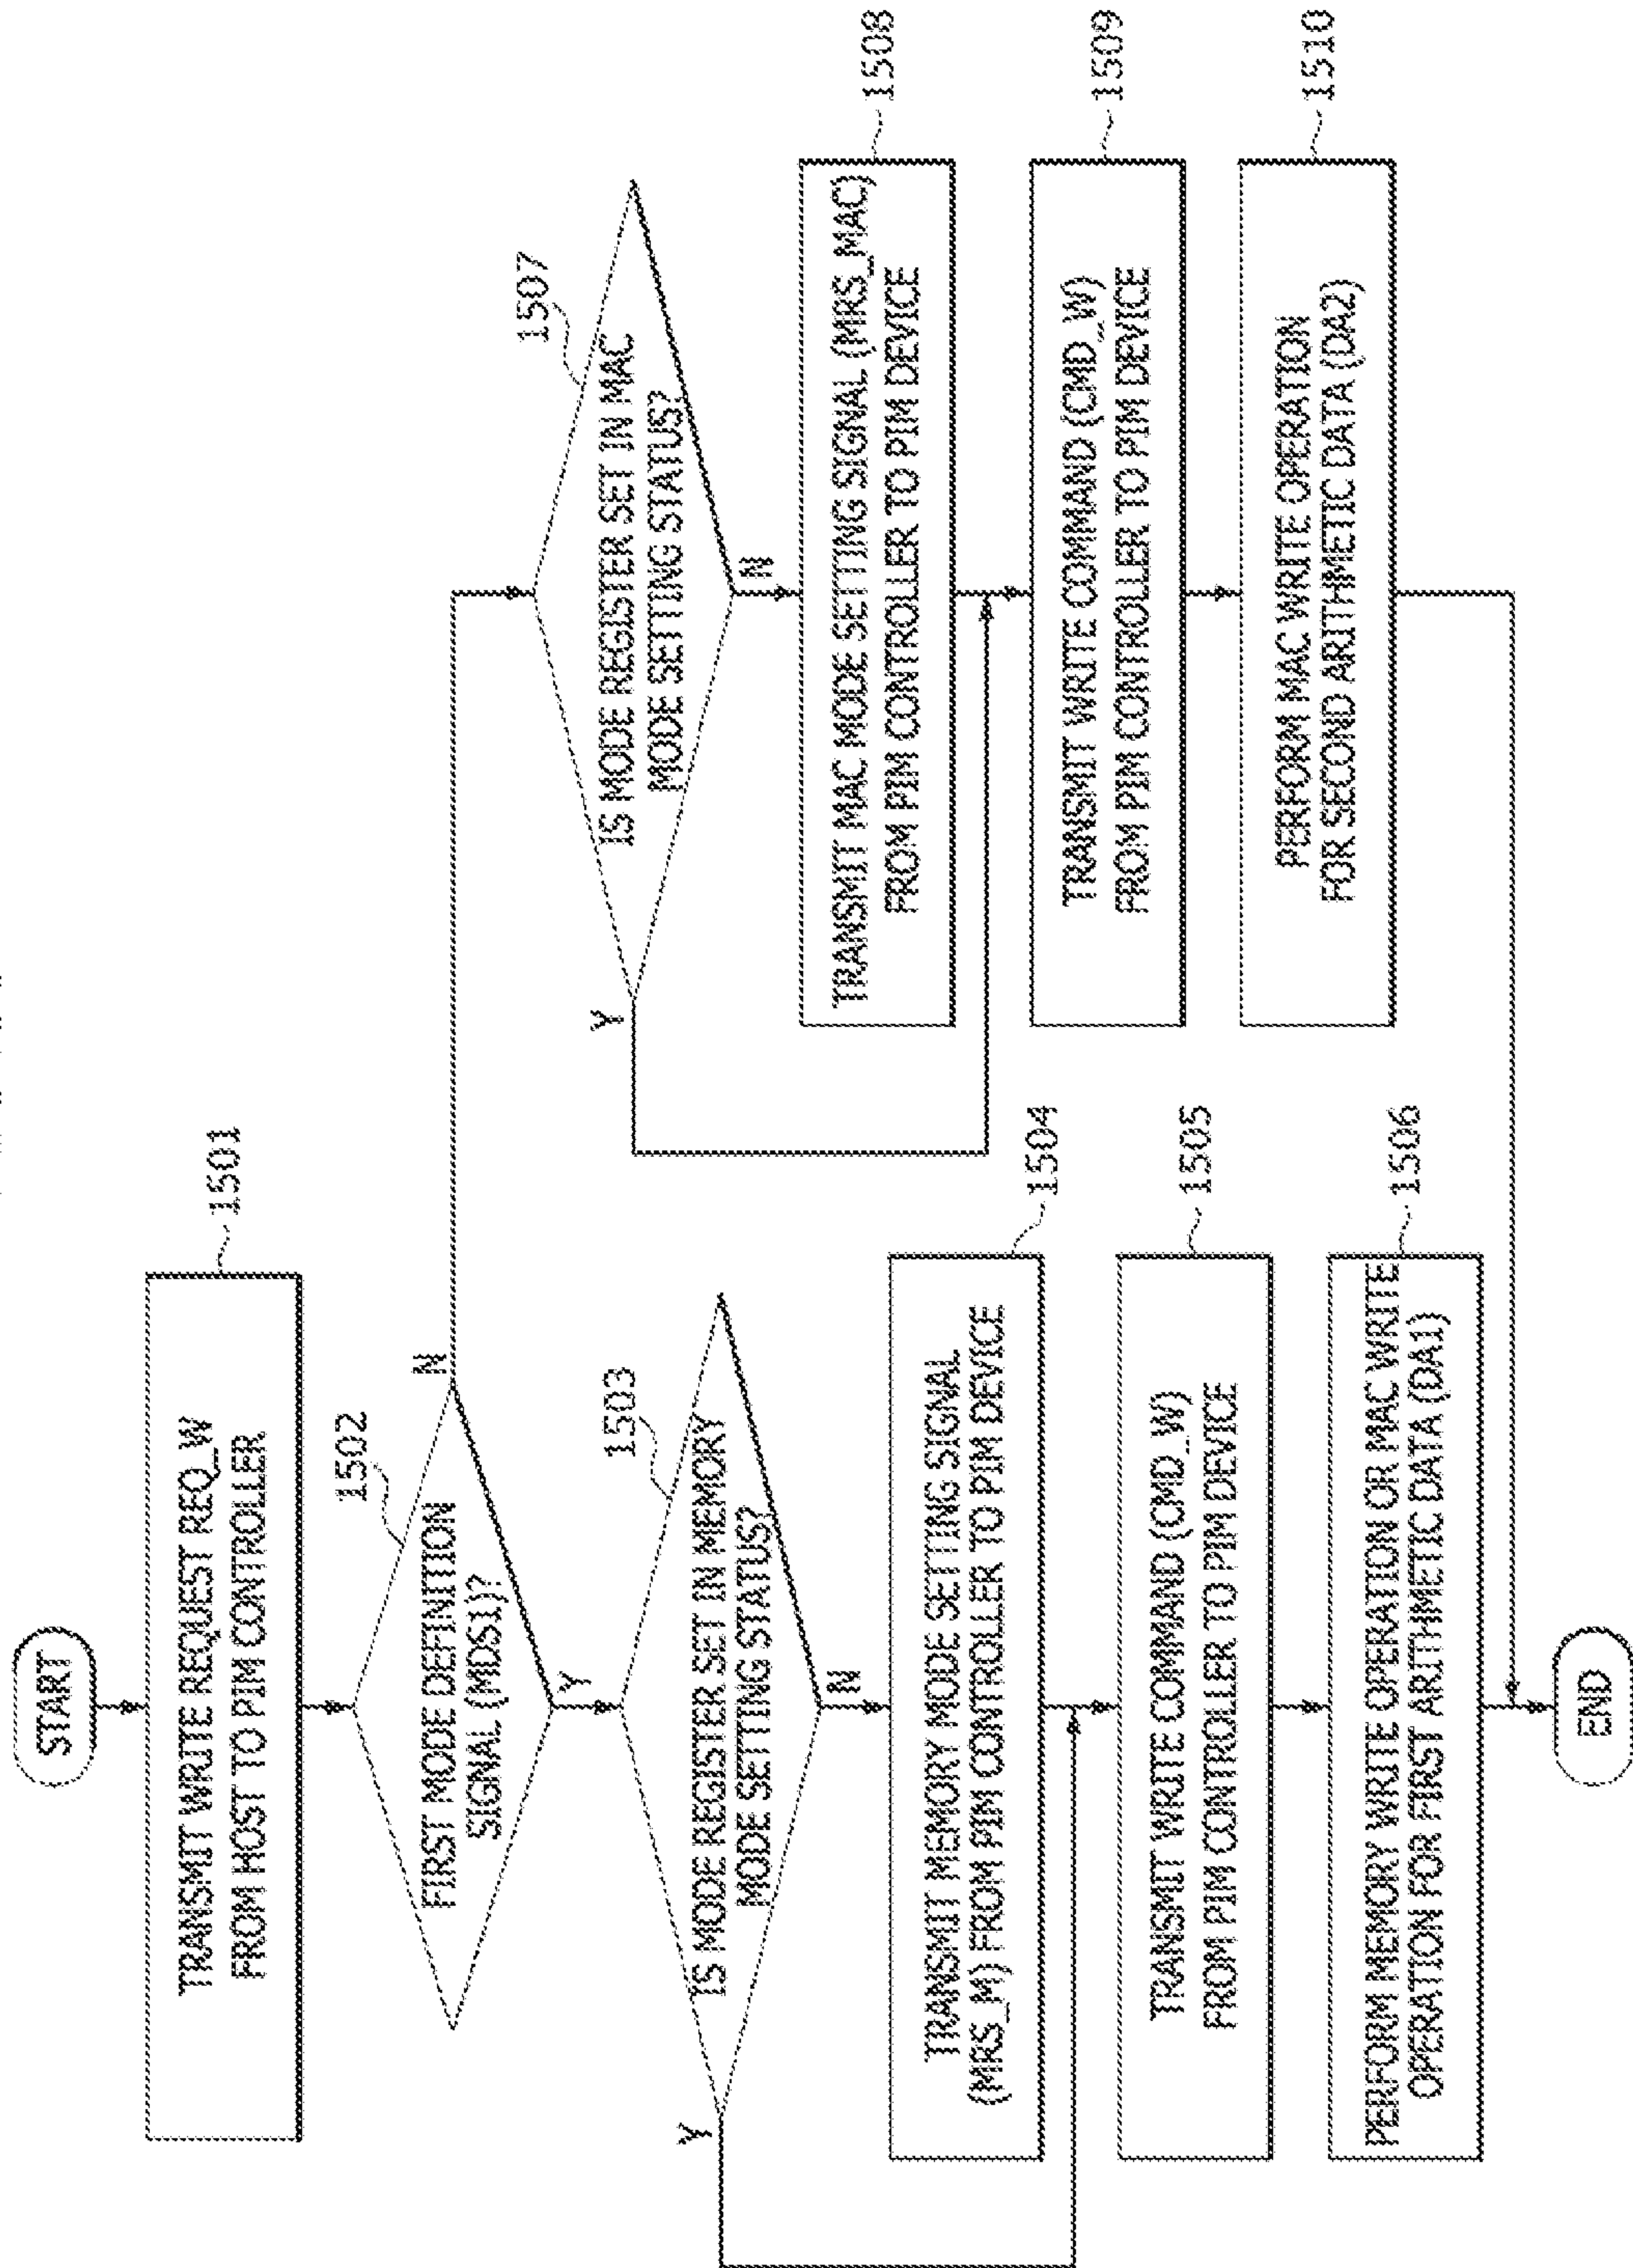 START
TRANSMIT WRITE REQUEST REQ_W
FROM HOST TO PIM CONTROLLER
1501
FIRST MODE DEFINITION
SIGNAL (MDS1)?
1502
N
Y
IS MODE REGISTER SET IN MEMORY
MODE SETTING STATUS?
1503
Y
N
TRANSMIT MEMORY MODE SETTING SIGNAL
(MRS_M) FROM PIM CONTROLLER TO PIM DEVICE
1504
TRANSMIT WRITE COMMAND (CMD_W)
FROM PIM CONTROLLER TO PIM DEVICE
1505
PERFORM MEMORY WRITE OPERATION OR MAC WRITE
OPERATION FOR FIRST ARITHMETIC DATA (DA1)
1506
IS MODE REGISTER SET IN MAC
MODE SETTING STATUS?
1507
Y
N
TRANSMIT MAC MODE SETTING SIGNAL (MRS_MAC)
FROM PIM CONTROLLER TO PIM DEVICE
1508
TRANSMIT WRITE COMMAND (CMD_W)
FROM PIM CONTROLLER TO PIM DEVICE
1509
PERFORM MAC WRITE OPERATION
FOR SECOND ARITHMETIC DATA (DA2)
1510
END